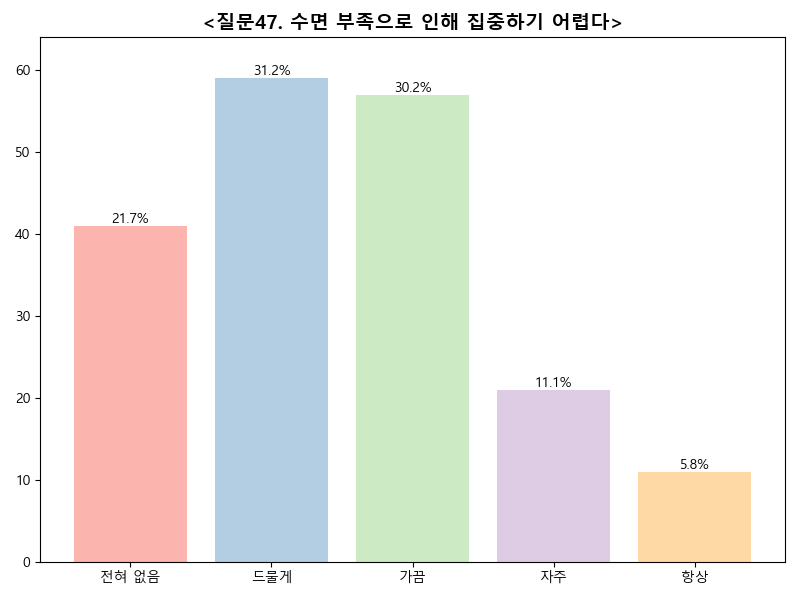 <질문47. 수면 부족으로 인해 집중하기 어렵다>
60
50
40
30
20
10
0
21.7%
31.2%
30.2%
11.1%
5.8%
전혀 없음
드물게
가끔
자주
항상